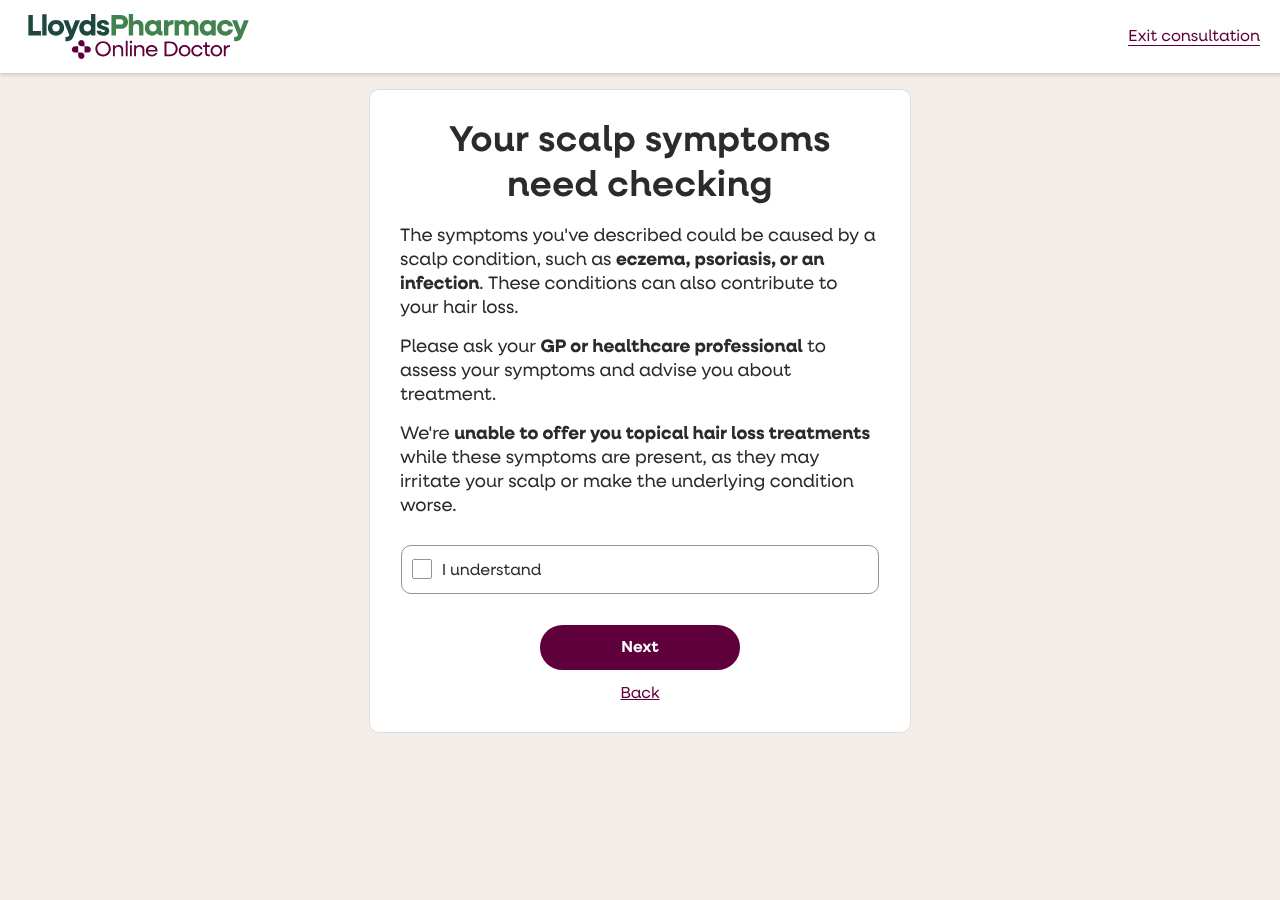 LloydsPharmacy
Online Doctor
Exit consultation
Your scalp symptoms
need checking
The symptoms you've described could be caused by a
scalp condition, such as eczema, psoriasis, or an
infection. These conditions can also contribute to
your hair loss.
Please ask your GP or healthcare professional to
assess your symptoms and advise you about
treatment.
We're unable to offer you topical hair loss treatments
while these symptoms are present, as they may
irritate your scalp or make the underlying condition
worse.
I understand
Next
Back